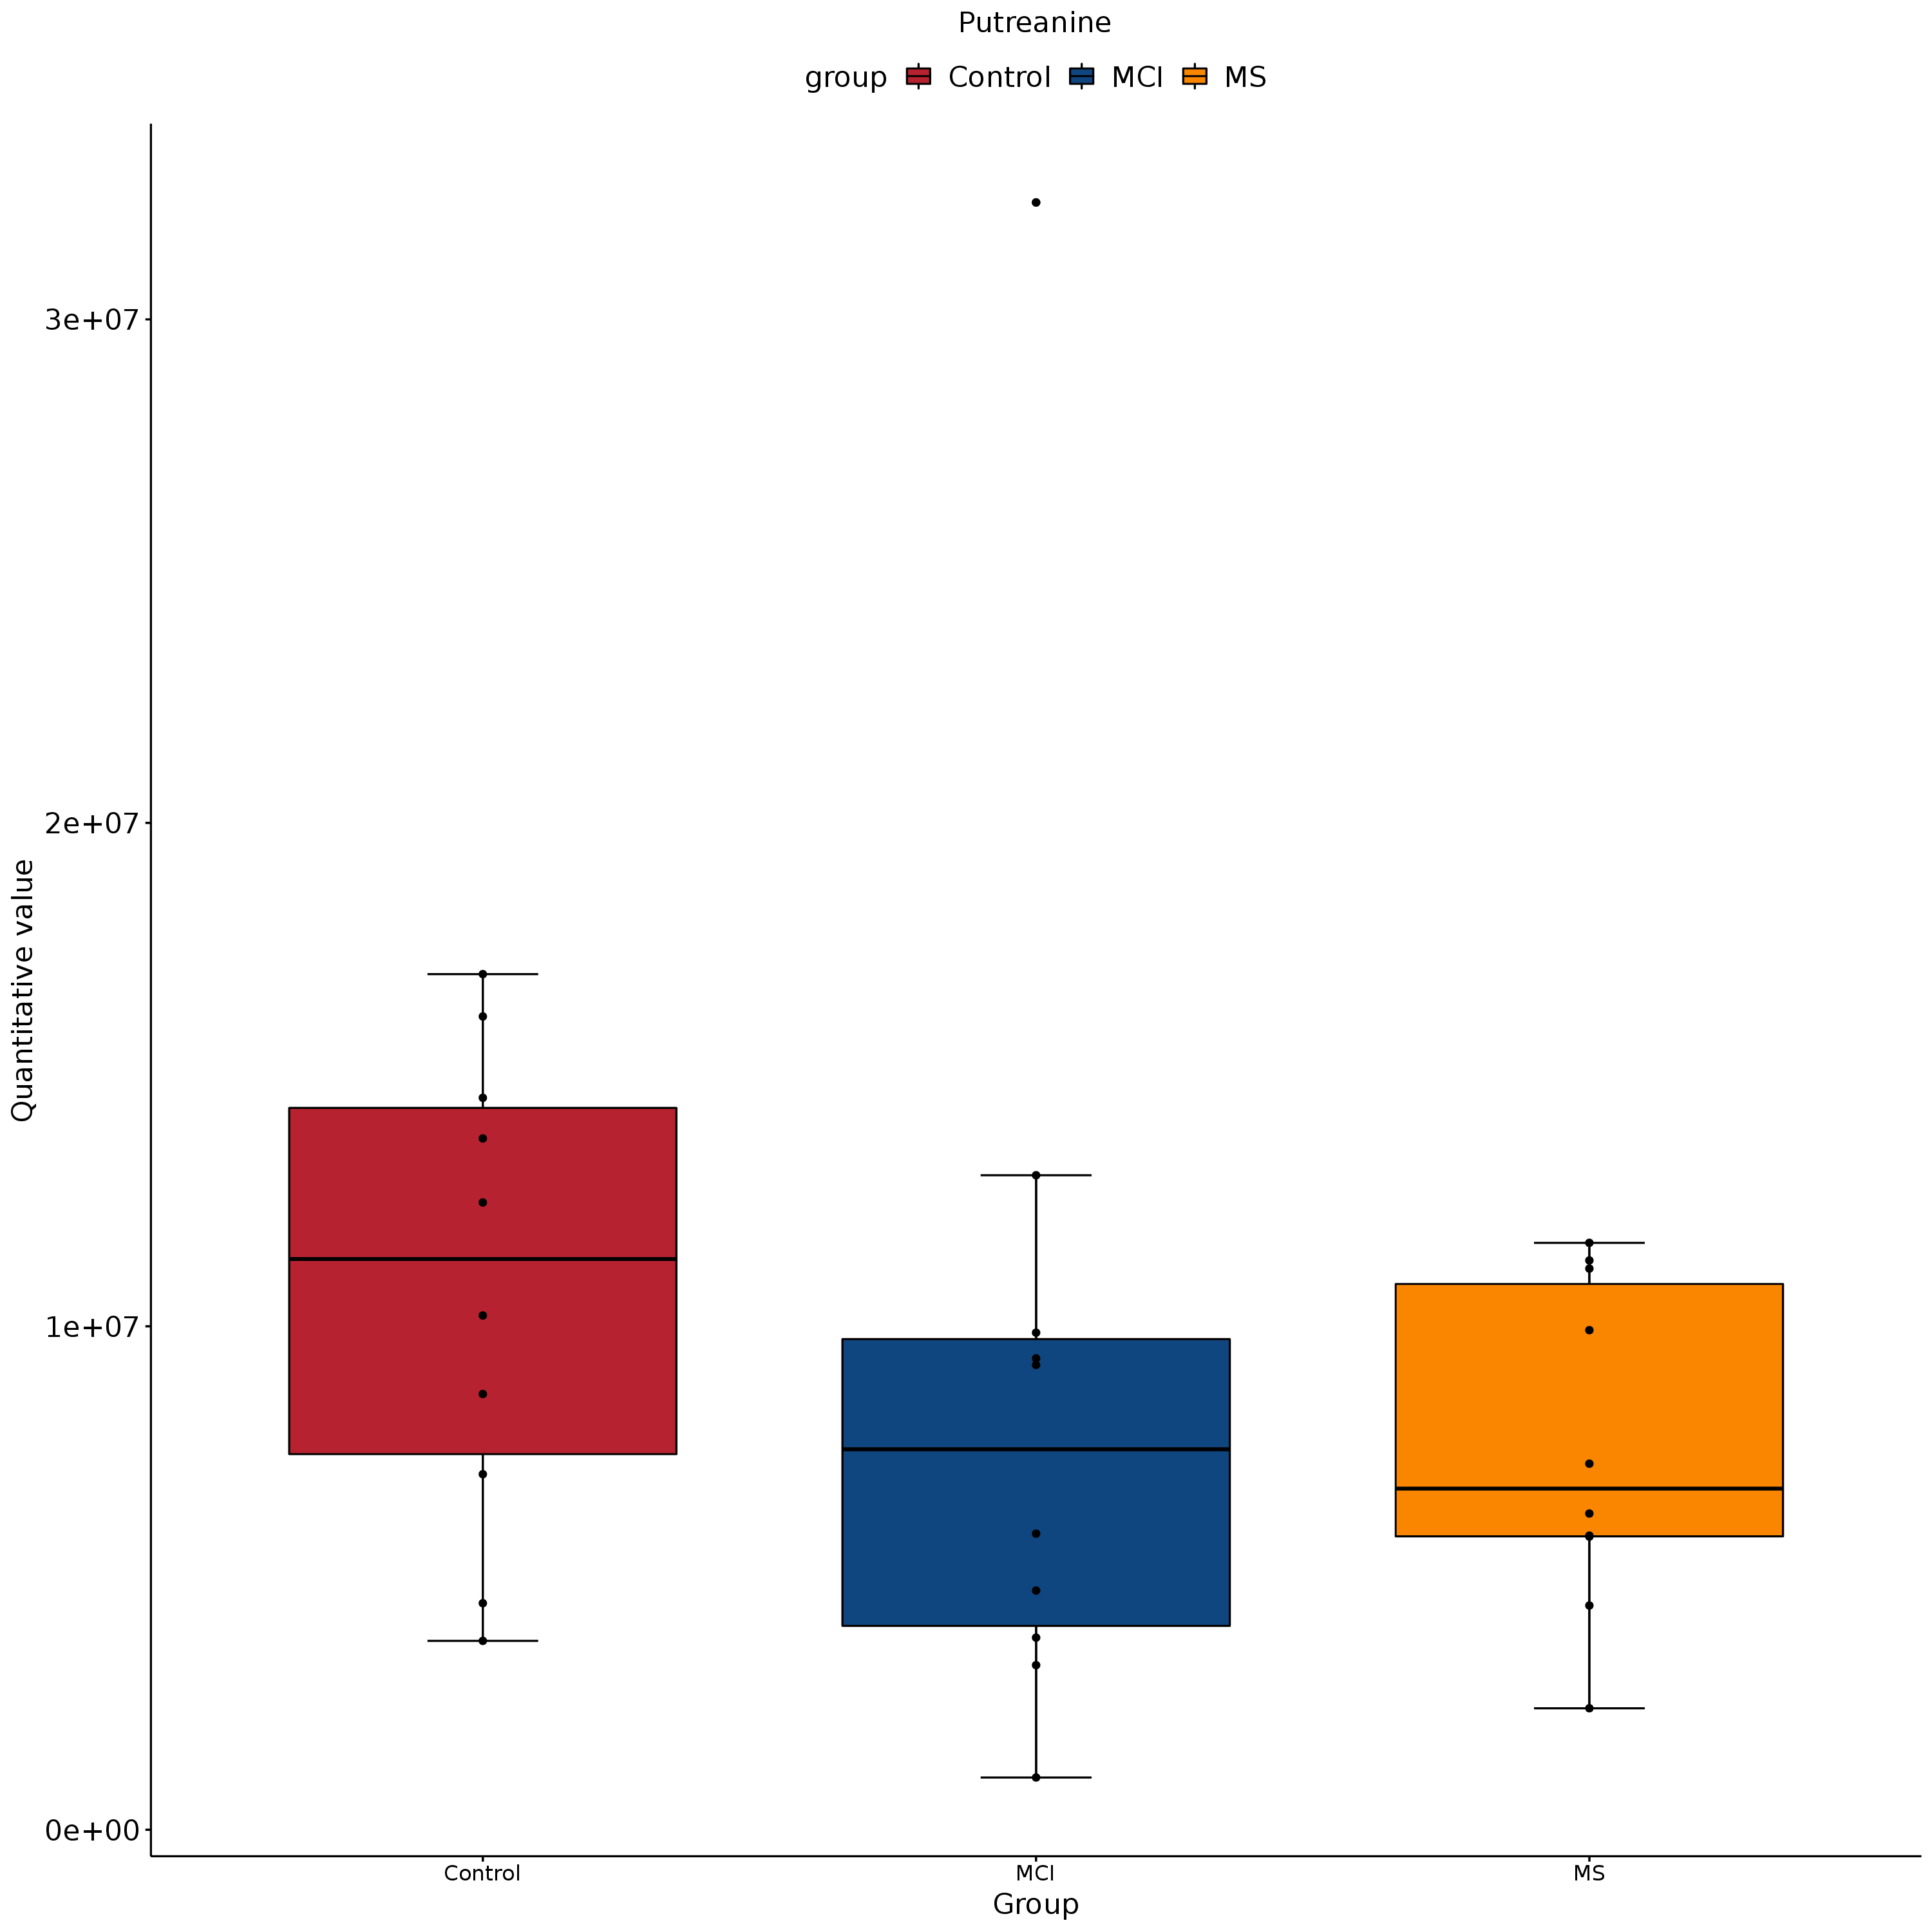 Putreanine
group Control MCI MS
3e+07
2e+07
1e+07
0e+00
Quantitative value
Control MCI MS
Group